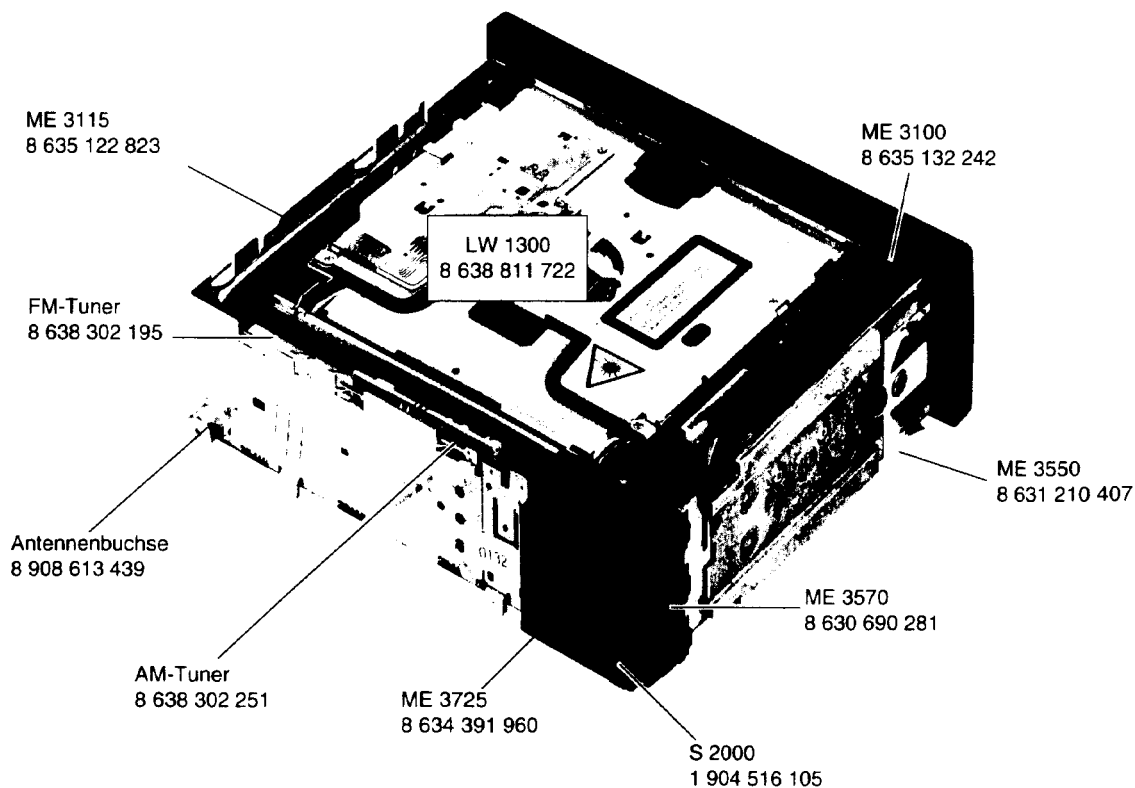 ME 3115
8 635 122 823
ME 3100
8 635 132 242
LW 1300
8 638 811 722
FM-Tuner
8 638 302 195
ME 3550
8 631 210 407
Antennenbuchse
8 908 613 439
0132
ME 3570
8 630 690 281
AM-Tuner
8 638 302 251
ME 3725
8 634 391 960
S 2000
1 904 516 105